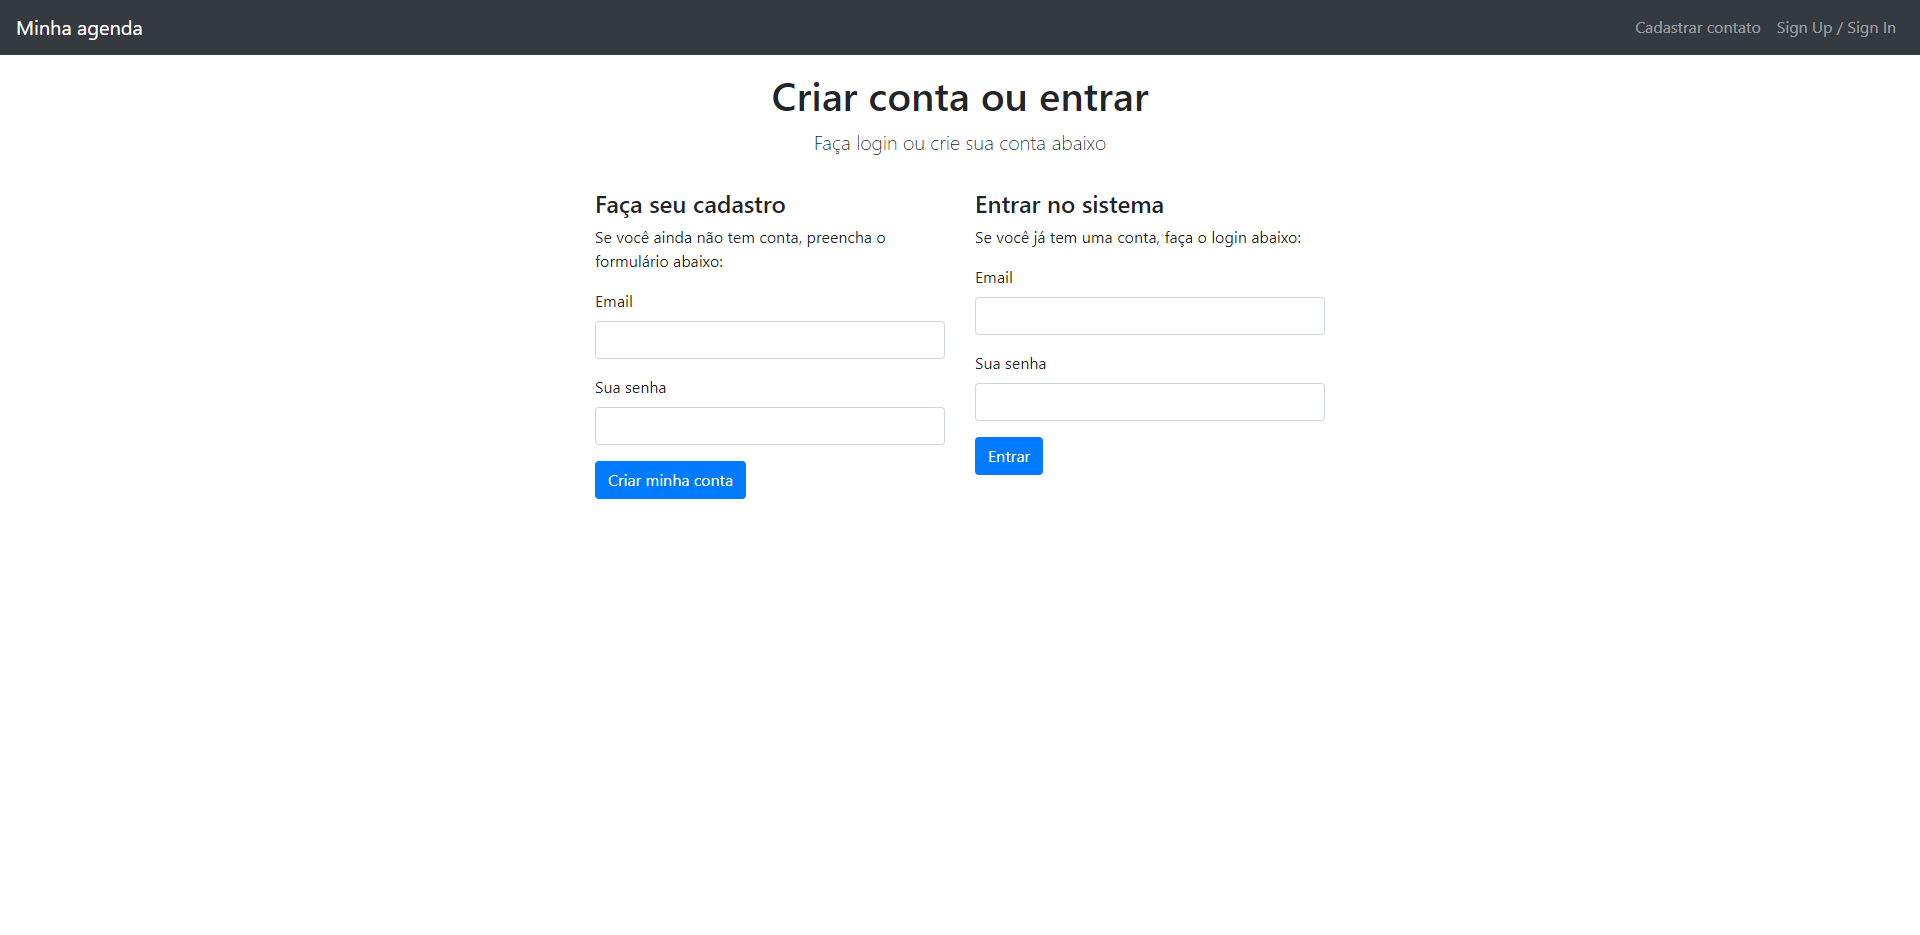 Minha agenda
Cadastrar contato
Sign Up / Sign In
Criar conta ou entrar
Faça login ou crie sua conta abaixo
Faça seu cadastro
Se você ainda não tem conta, preencha o
formulário abaixo:
Email
Sua senha
Criar minha conta
Entrar no sistema
Se você já tem uma conta, faça o login abaixo:
Email
Sua senha
Entrar